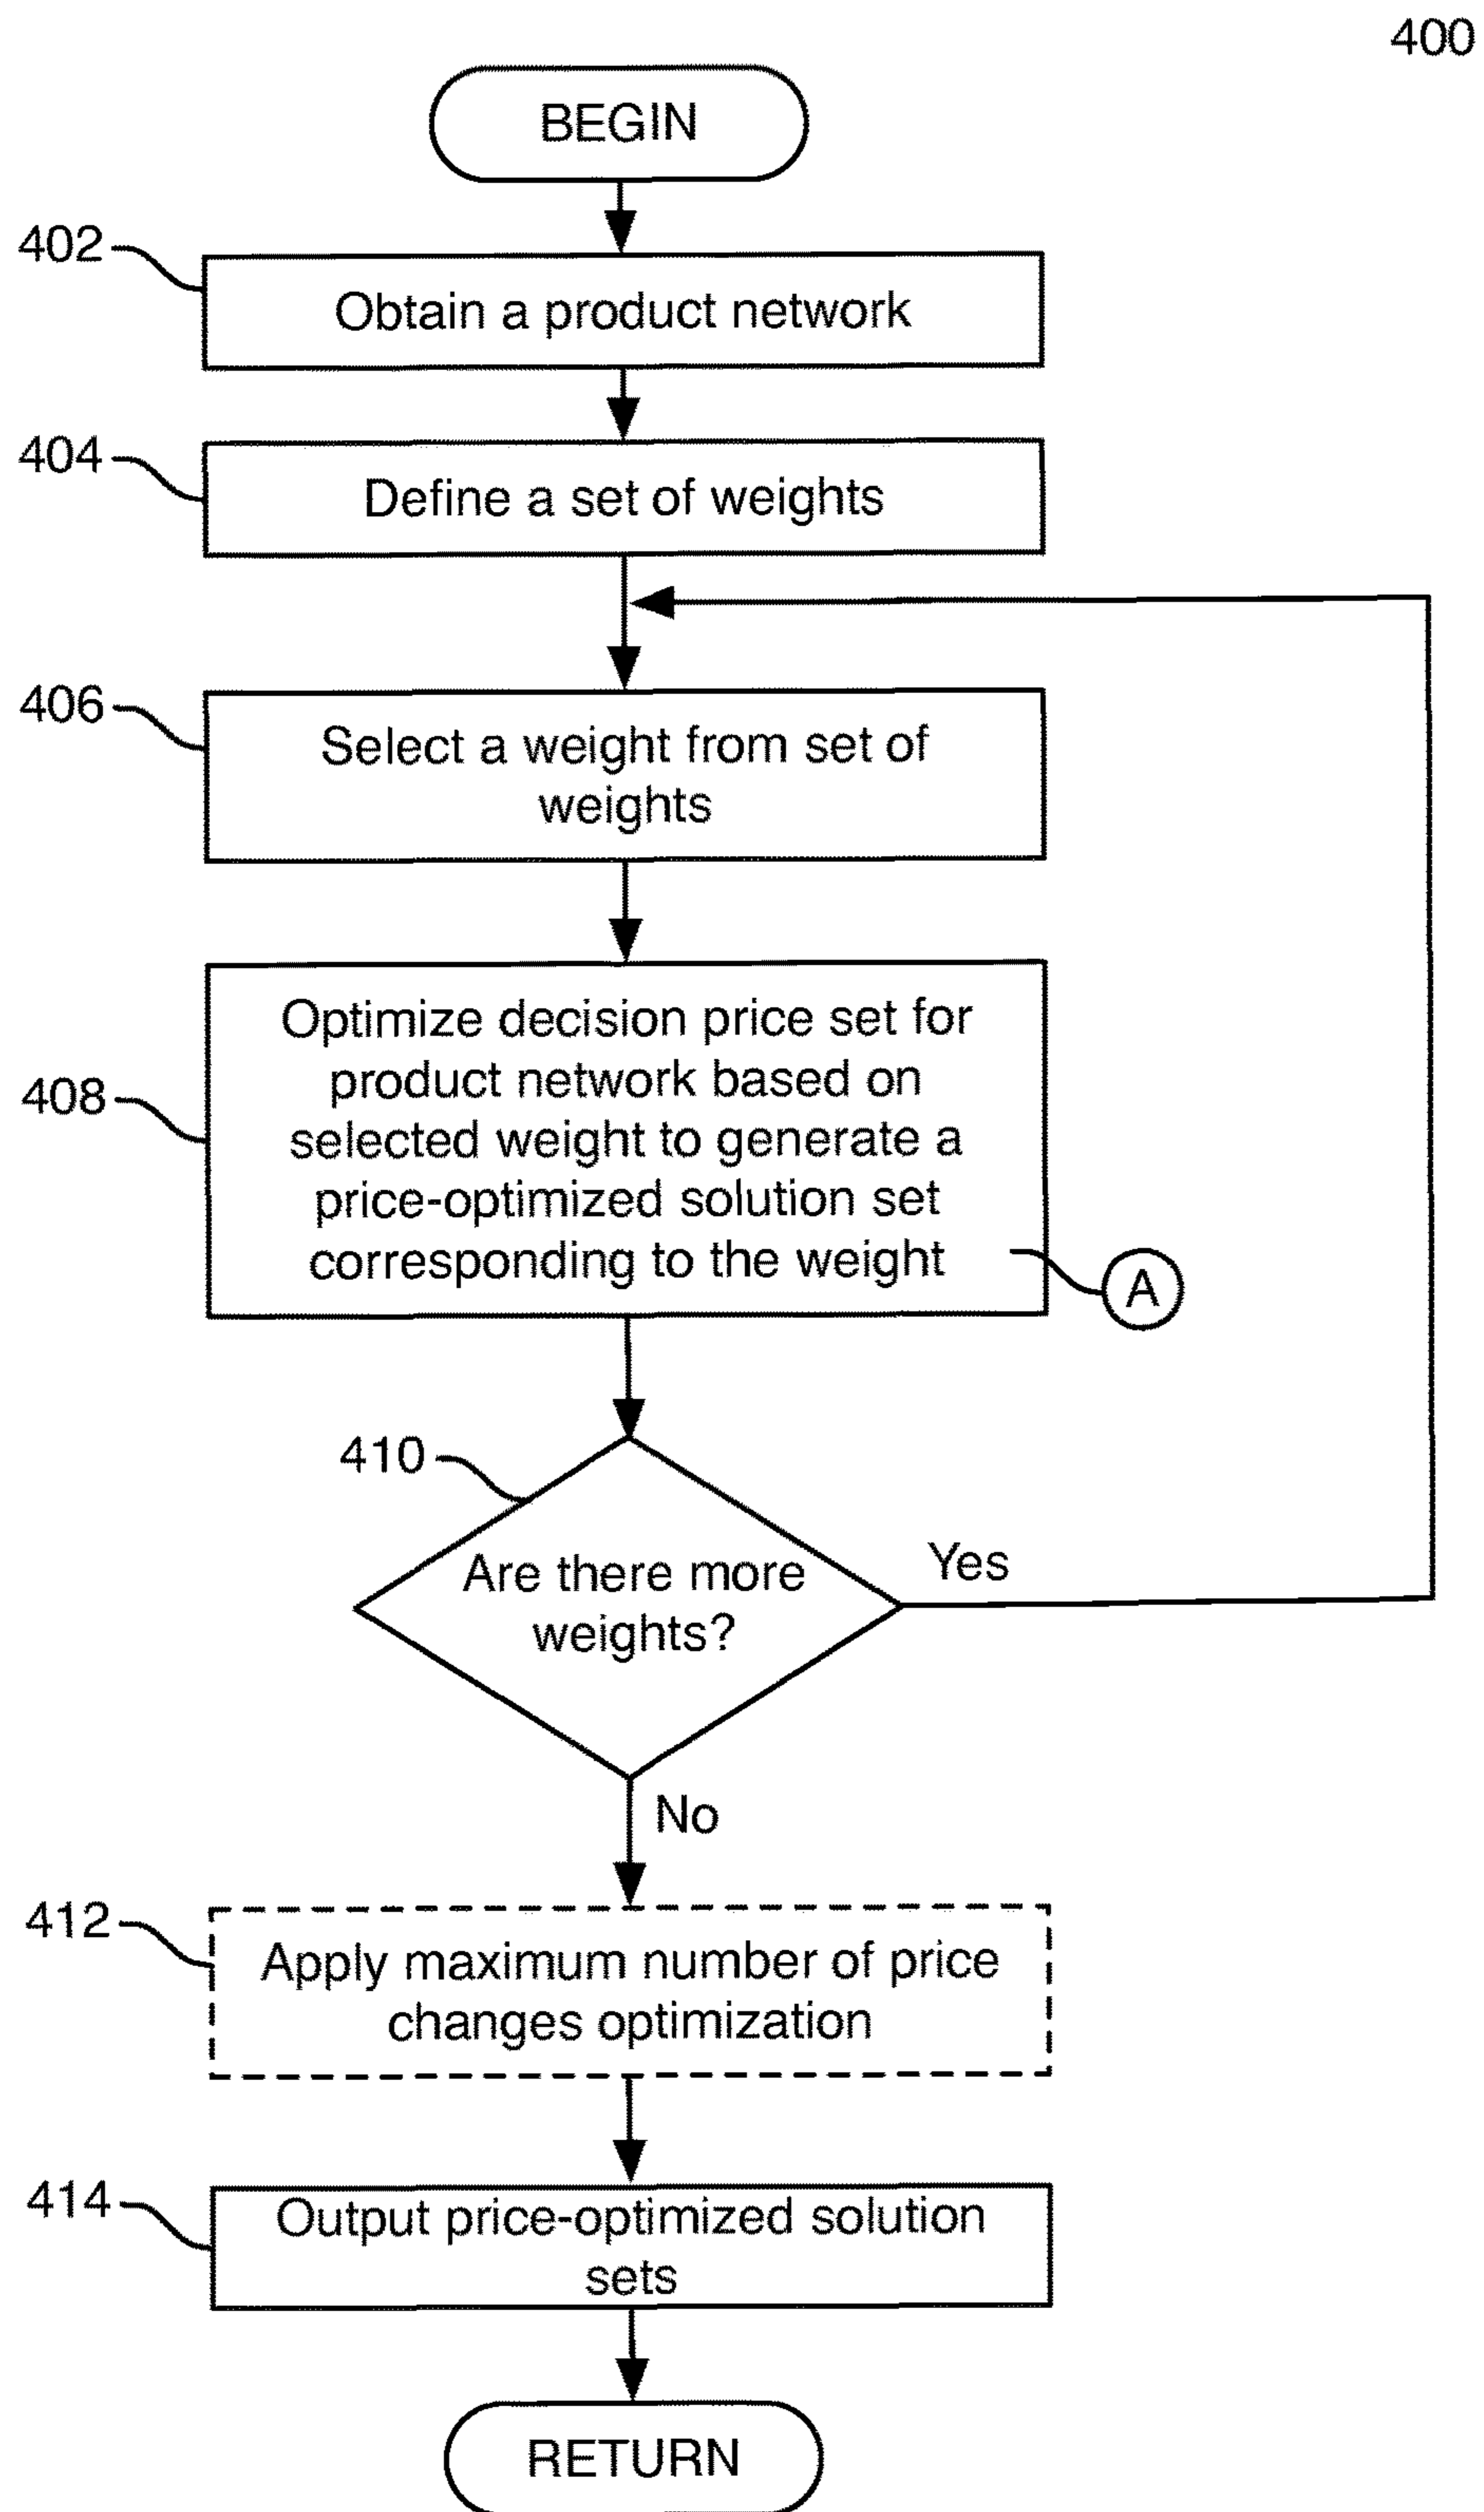 400
BEGIN
402
Obtain a product network
404
Define a set of weights
406
Select a weight from set of
weights
408
Optimize decision price set for
product network based on
selected weight to generate a
price-optimized solution set
corresponding to the weight
A
410
Are there more
weights?
Yes
No
412
Apply maximum number of price
changes optimization
414
Output price-optimized solution
sets
RETURN